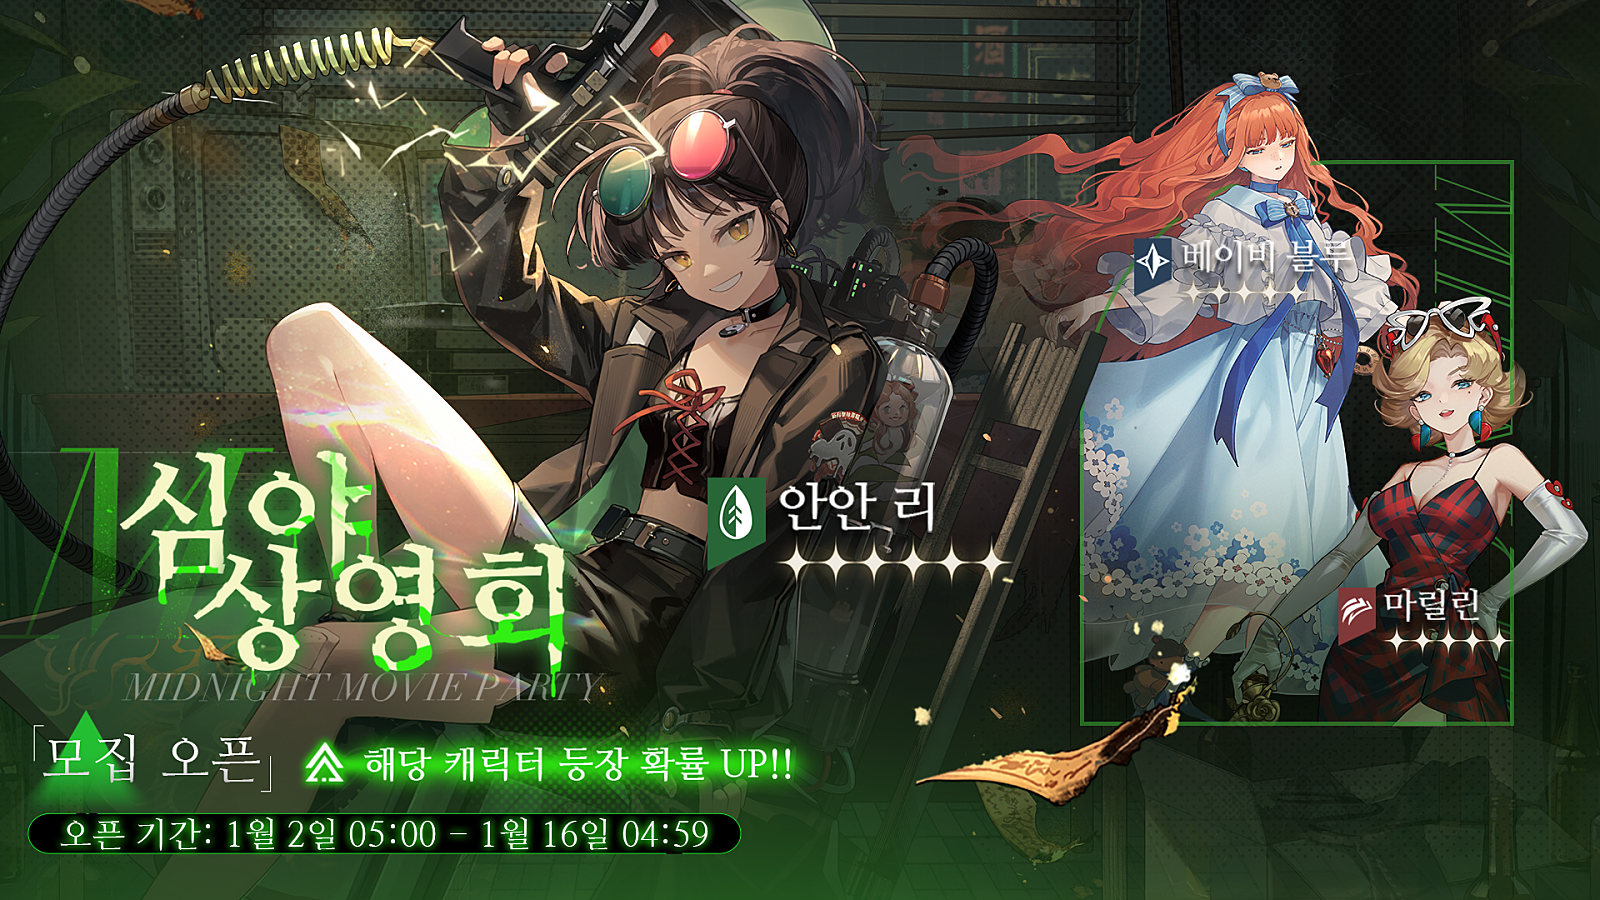 심야
상영회
MIDNIGHT MOVIE PARTY
「모집 오픈」
해당 캐릭터 등장 확률 UP!!
오픈 기간: 1월 2일 05:00 - 1월 16일 04:59
안안 리
베이비 블루
마릴린